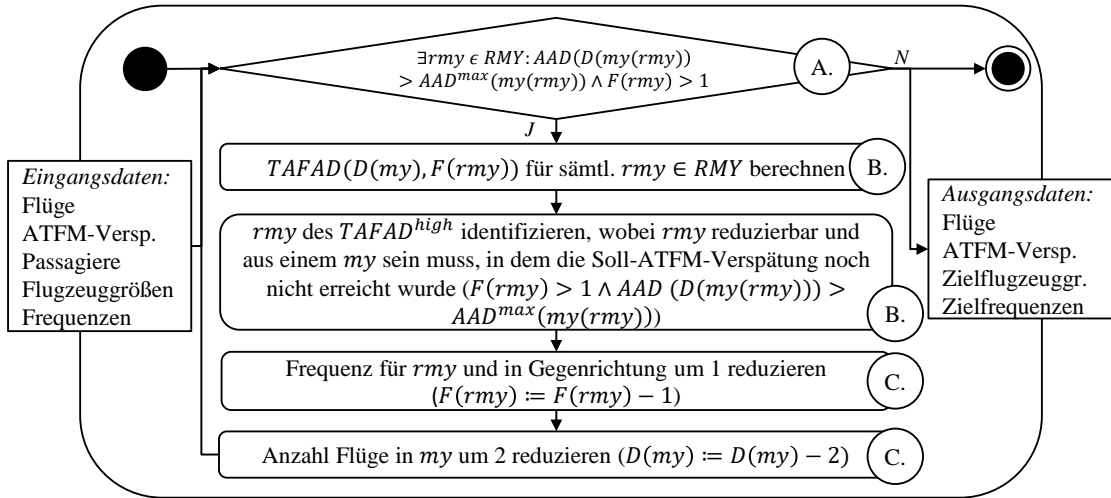 ∃rmy ϵ RMY: AAD(D(my(rmy))
> AAD^max(my(rmy)) ∧ F(rmy) > 1
A.
N
J
TAFAD(D(my), F(rmy)) für sämtl. rmy ∈ RMY berechnen
B.
rmy des TAFAD^high identifizieren, wobei rmy reduzierbar und
aus einem my sein muss, in dem die Soll-ATFM-Verspätung noch
nicht erreicht wurde (F(rmy) > 1 ∧ AAD (D(my(rmy))) >
AAD^max(my(rmy)))
B.
Frequenz für rmy und in Gegenrichtung um 1 reduzieren
(F(rmy) ≔ F(rmy) − 1)
C.
Anzahl Flüge in my um 2 reduzieren (D(my) ≔ D(my) − 2)
C.
Eingangsdaten:
Flüge
ATFM-Versp.
Passagiere
Flugzeuggrößen
Frequenzen
Ausgangsdaten:
Flüge
ATFM-Versp.
Zielflugzeuggr.
Zielfrequenzen